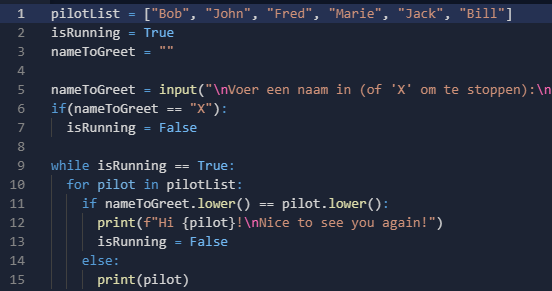 1 pilotList = ["Bob", "John", "Fred", "Marie", "Jack", "Bill"]
2 isRunning = True
3 nameToGreet = ""
4
5 nameToGreet = input("\nVoer een naam in (of 'X' om te stoppen):\n
6 if(nameToGreet == "X"):
7   isRunning = False
8
9 while isRunning == True:
10   for pilot in pilotList:
11     if nameToGreet.lower() == pilot.lower():
12       print(f"Hi {pilot}!\nNice to see you again!")
13       isRunning = False
14     else:
15       print(pilot)